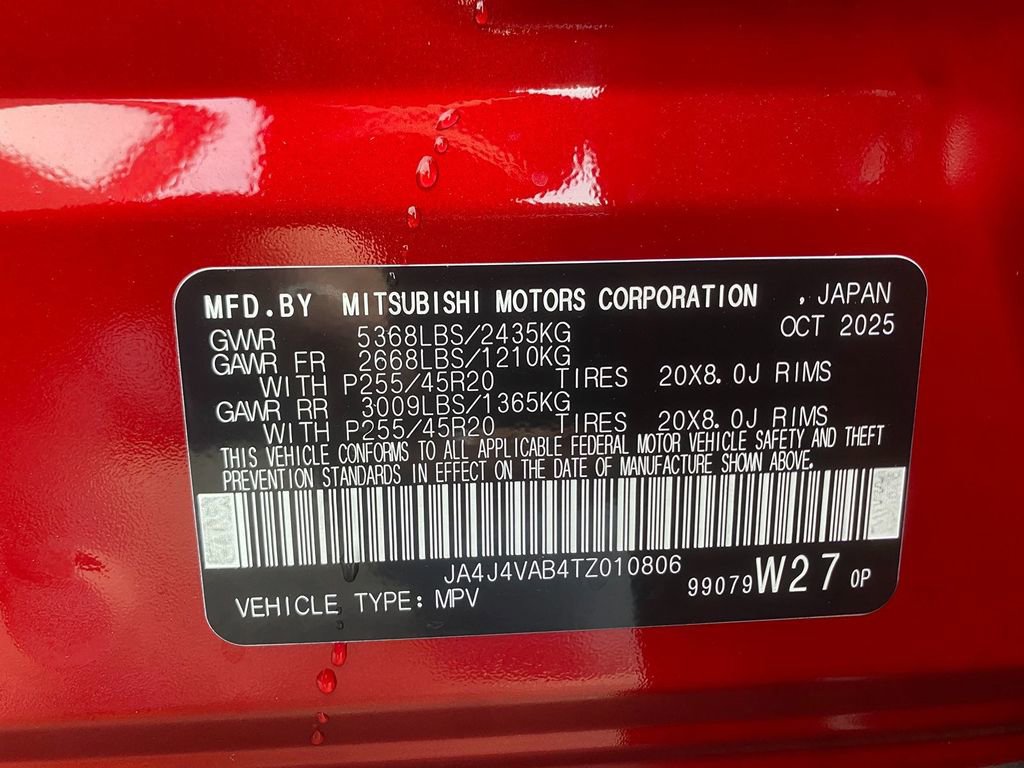 MFD.BY MITSUBISHI MOTORS CORPORATION , JAPAN
OCT 2025
GVWR 5368LBS/2435KG
GAWR FR 2668LBS/1210KG
WITH P255/45R20 TIRES 20X8.0J RIMS
GAWR RR 3009LBS/1365KG
WITH P255/45R20 TIRES 20X8.0J RIMS
THIS VEHICLE CONFORMS TO ALL APPLICABLE FEDERAL MOTOR VEHICLE SAFETY AND THEFT
PREVENTION STANDARDS IN EFFECT ON THE DATE OF MANUFACTURE SHOWN ABOVE.
JA4J4VAB4TZ010806
99079 W27 0P
VEHICLE TYPE: MPV